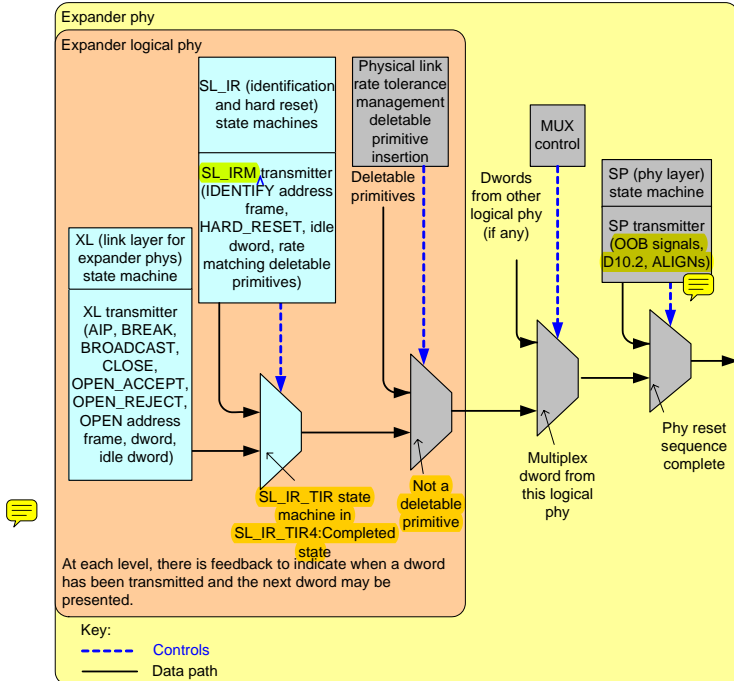 Expander phy
Expander logical phy
SL_IR (identification
and hard reset)
state machines
SL_IRM transmitter
(IDENTIFY address
frame,
HARD_RESET, idle
dword, rate
matching deletable
primitives)
XL (link layer for
expander phys)
state machine
XL transmitter
(AIP, BREAK,
BROADCAST,
CLOSE,
OPEN_ACCEPT,
OPEN_REJECT,
OPEN address
frame, dword,
idle dword)
Physical link
rate tolerance
management
deletable
primitive
insertion
Deletable
primitives
MUX
control
Dwords
from other
logical phy
(if any)
SP (phy layer)
state machine
SP transmitter
(OOB signals,
D10.2, ALIGNs)
SL_IR_TIR state
machine in
SL_IR_TIR4:Completed
state
Not a
deletable
primitive
Multiplex
dword from
this logical
phy
Phy reset
sequence
complete
At each level, there is feedback to indicate when a dword
has been transmitted and the next dword may be
presented.
Key:
Controls
Data path